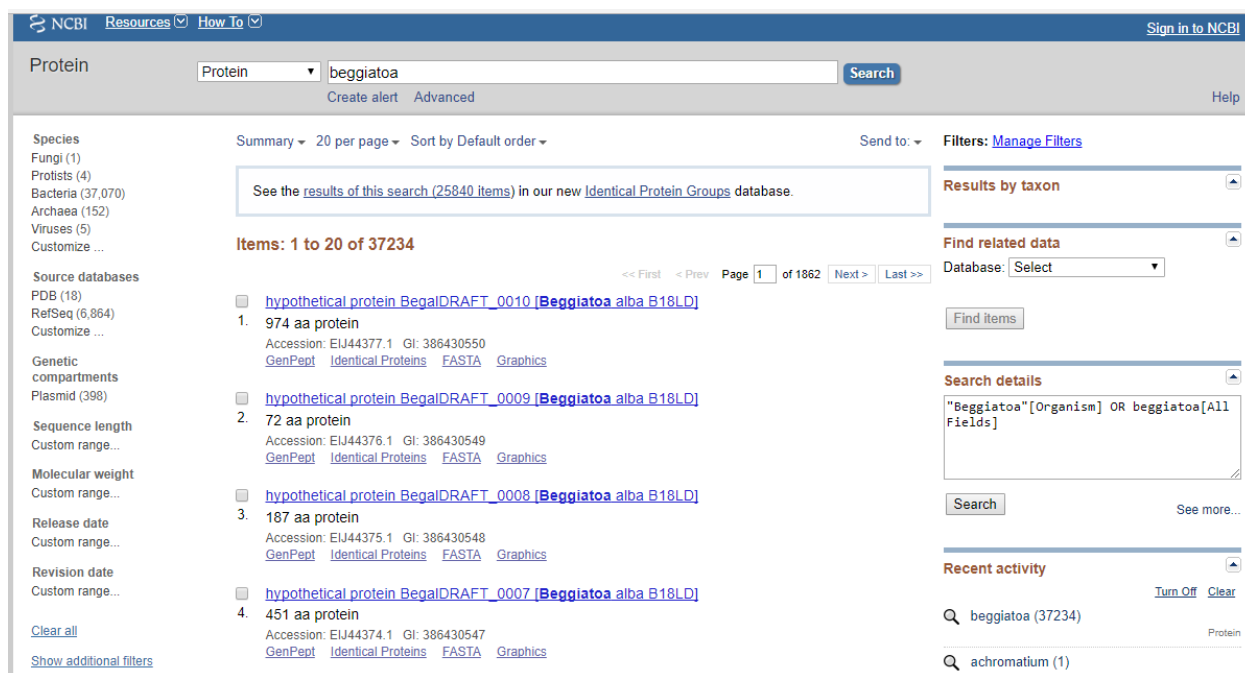 NCBI Resources How To Sign in to NCBI
Protein Protein beggiatoa Search
Create alert Advanced Help
Species
Fungi (1)
Protists (4)
Bacteria (37,070)
Archaea (152)
Viruses (5)
Customize ...
Source databases
PDB (18)
RefSeq (6,864)
Customize ...
Genetic
compartments
Plasmid (398)
Sequence length
Custom range...
Molecular weight
Custom range...
Release date
Custom range...
Revision date
Custom range...
Clear all
Show additional filters
Summary 20 per page Sort by Default order Send to:
See the results of this search (25840 items) in our new Identical Protein Groups database.
Items: 1 to 20 of 37234
<< First < Prev Page 1 of 1862 Next > Last >>
hypothetical protein BegalDRAFT_0010 [Beggiatoa alba B18LD]
1. 974 aa protein
Accession: EIJ44377.1 GI: 386430550
GenPept Identical Proteins FASTA Graphics
hypothetical protein BegalDRAFT_0009 [Beggiatoa alba B18LD]
2. 72 aa protein
Accession: EIJ44376.1 GI: 386430549
GenPept Identical Proteins FASTA Graphics
hypothetical protein BegalDRAFT_0008 [Beggiatoa alba B18LD]
3. 187 aa protein
Accession: EIJ44375.1 GI: 386430548
GenPept Identical Proteins FASTA Graphics
hypothetical protein BegalDRAFT_0007 [Beggiatoa alba B18LD]
4. 451 aa protein
Accession: EIJ44374.1 GI: 386430547
GenPept Identical Proteins FASTA Graphics
Filters: Manage Filters
Results by taxon
Find related data
Database: Select
Find items
Search details
"Beggiatoa"[Organism] OR beggiatoa[All
Fields]
Search
See more...
Recent activity
Turn Off Clear
beggiatoa (37234)
Protein
achromatium (1)